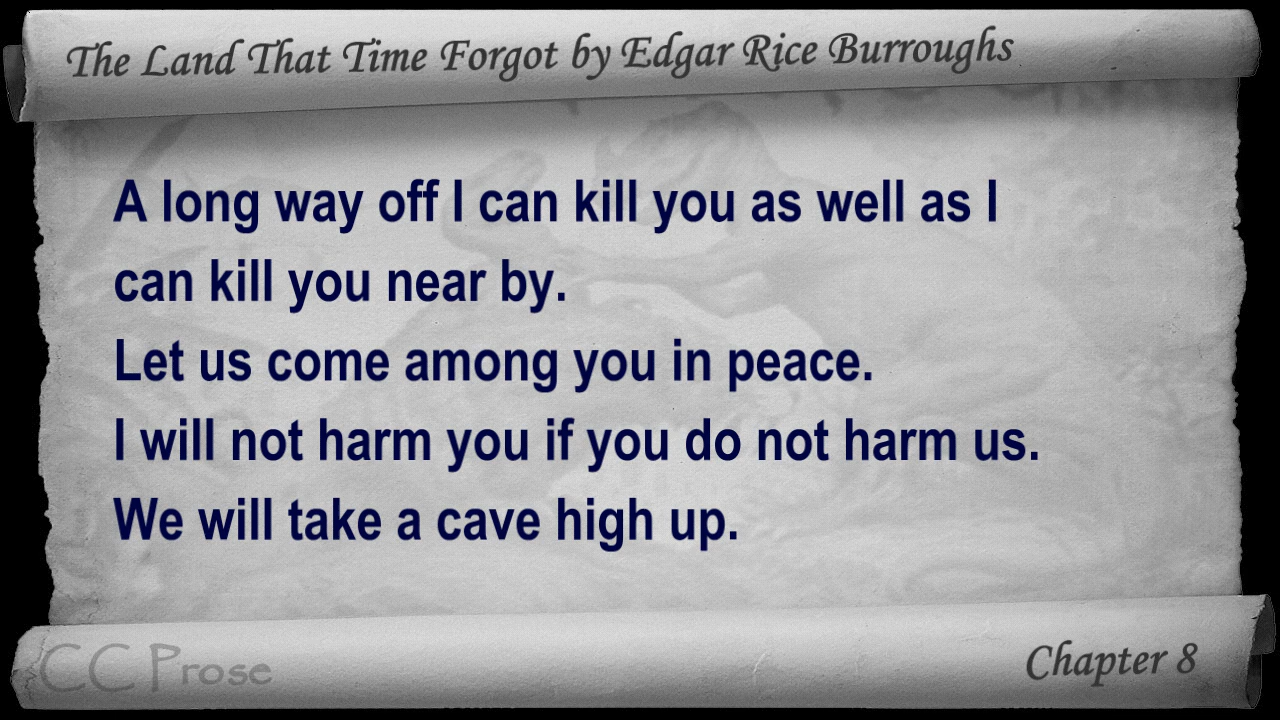 The Land That Time Forgot by Edgar Rice Burroughs
A long way off I can kill you as well as I
can kill you near by.
Let us come among you in peace.
I will not harm you if you do not harm us.
We will take a cave high up.
CC Prose
Chapter 8